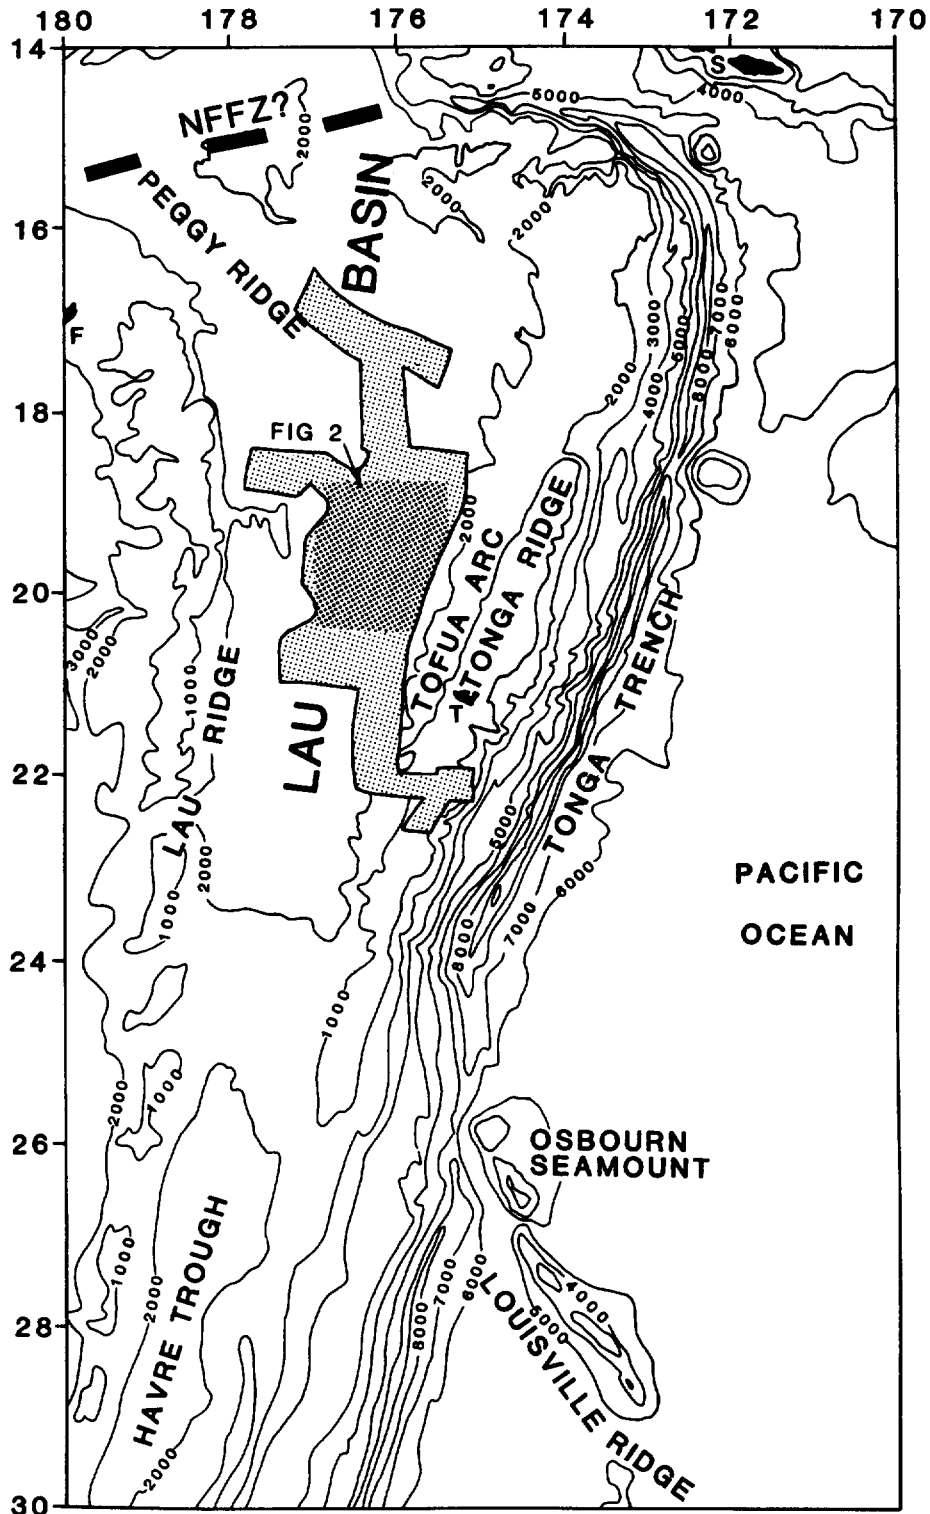 180 178 176 174 172 170
14
16
18
20
22
24
26
28
30
S
5000
4000
NFFZ?
2000
PEGGY RIDGE
BASIN
2000
2000
F
3000
5000
7000
6000
8000
4000
2000
FIG 2
2000
TOFUA ARC
TONGA RIDGE
T
TONGA TRENCH
3000
2000
1000
LAU RIDGE
LAU
2000
1000
5000
6000
7000
8000
PACIFIC
OCEAN
1000
2000
1000
OSBOURN
SEAMOUNT
1000
2000
HAVRE TROUGH
2000
8000
7000
6000
4000
5000
LOUISVILLE RIDGE